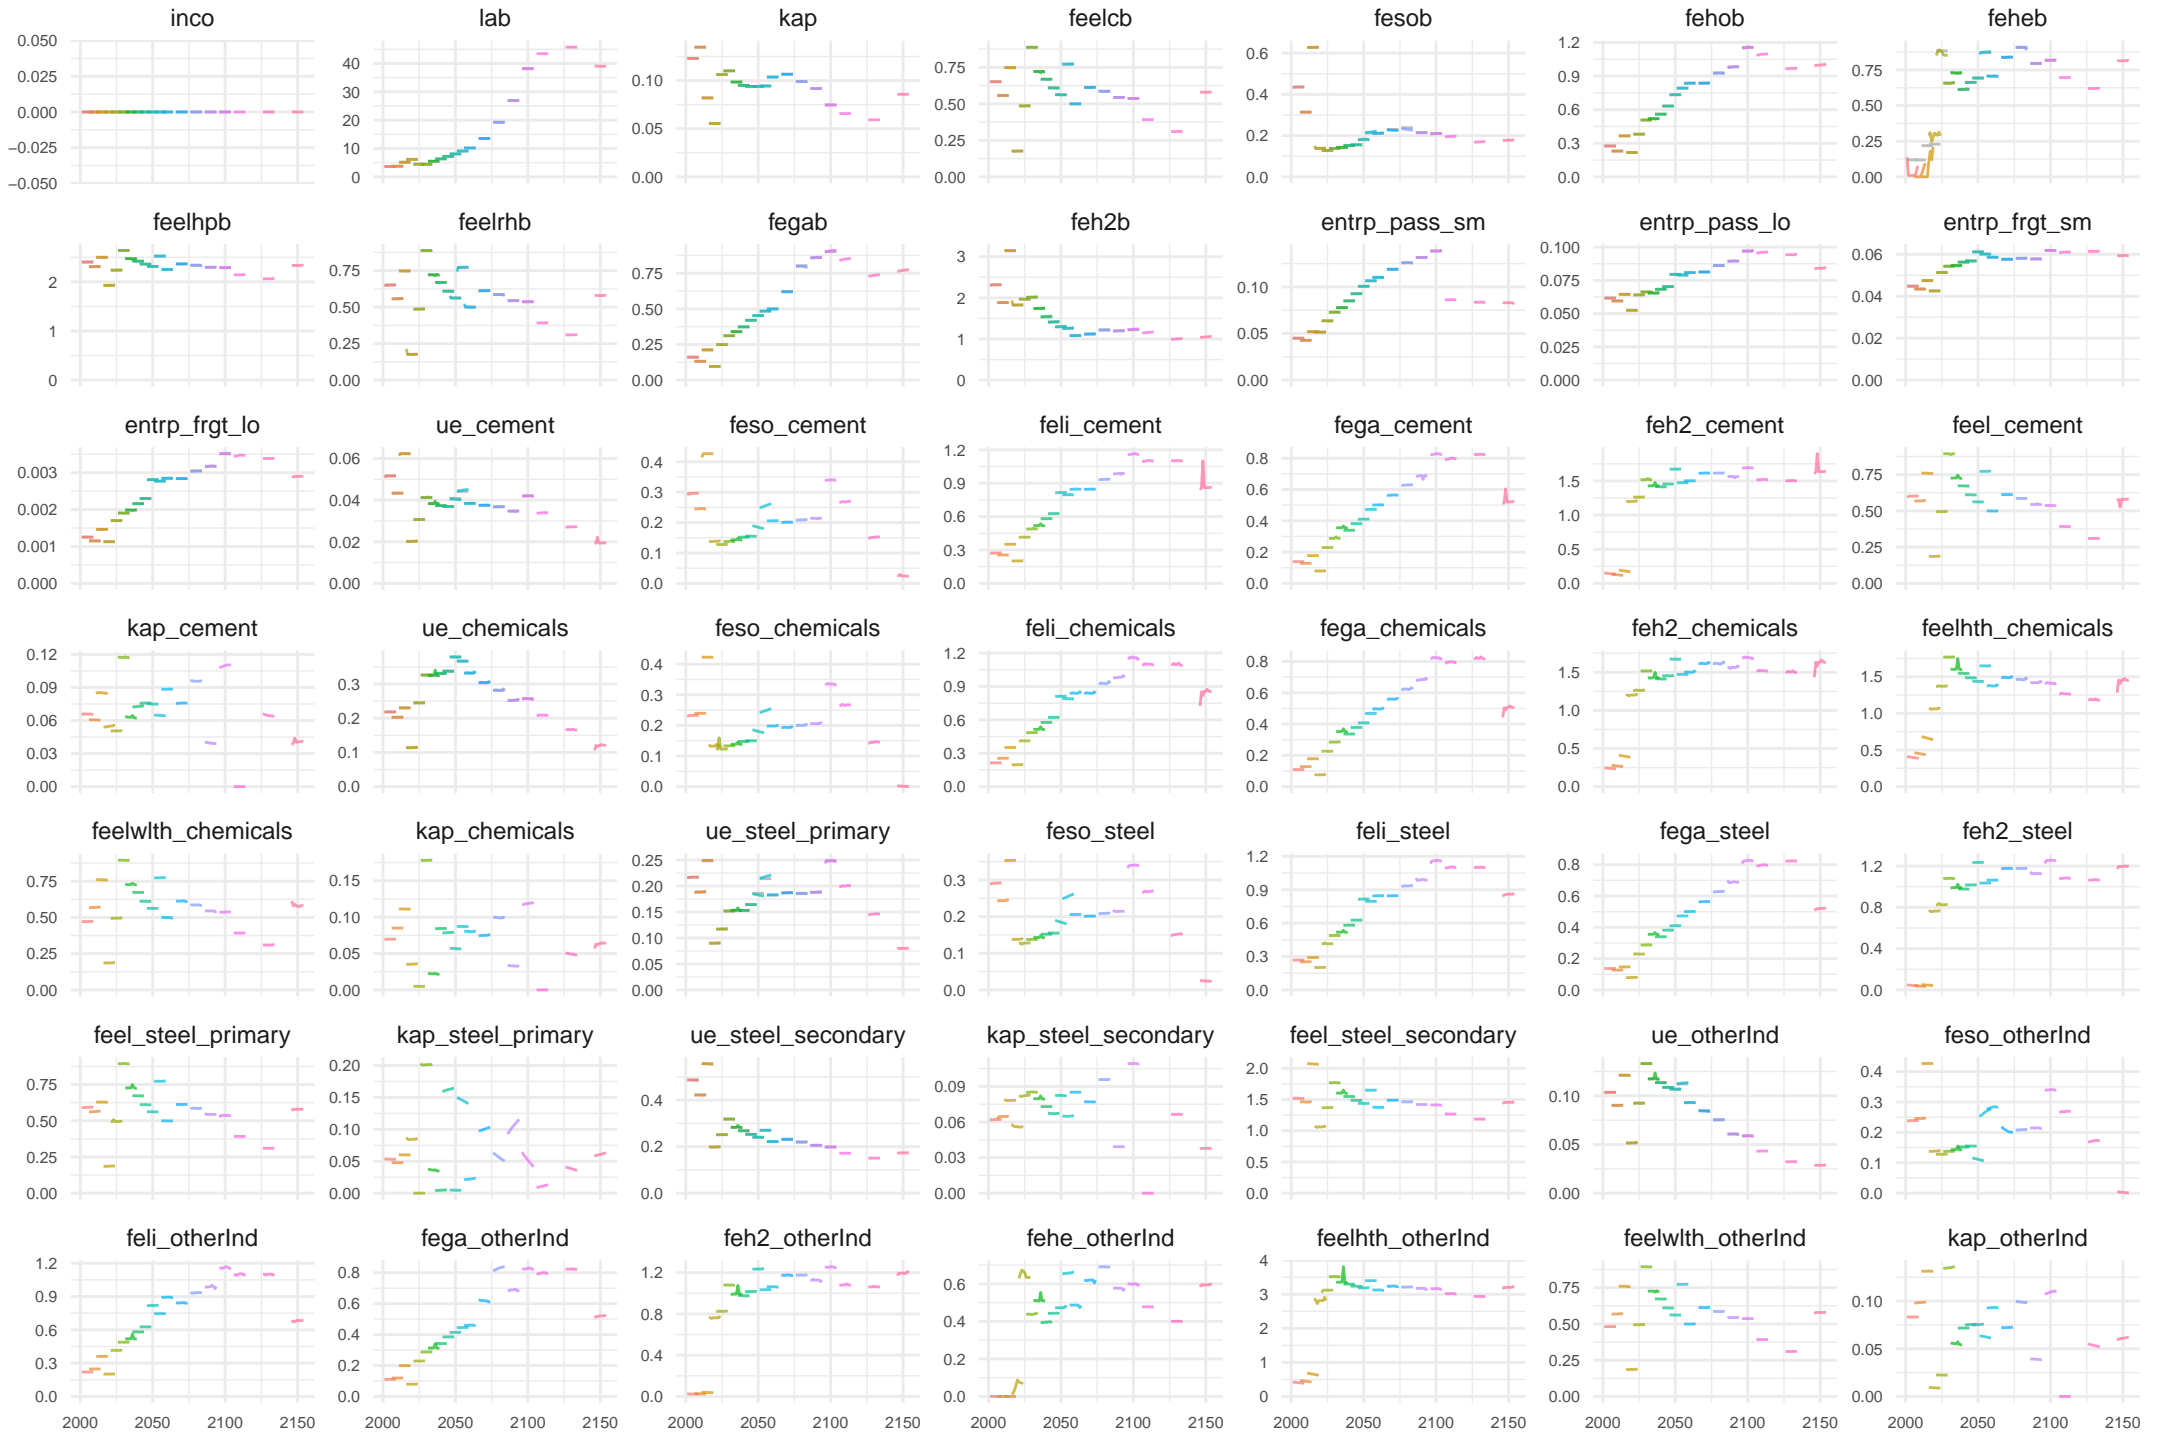 inco lab kap feelcb fesob fehob feheb
0.050 0.025 0.000 −0.025 −0.050
40 30 20 10 0
0.10 0.05 0.00
0.75 0.50 0.25 0.00
0.6 0.4 0.2 0.0
1.2 0.9 0.6 0.3 0.0
0.75 0.50 0.25 0.00
feelhpb feelrhb fegab feh2b entrp_pass_sm entrp_pass_lo entrp_frgt_sm
2 1 0
0.75 0.50 0.25 0.00
0.75 0.50 0.25 0.00
3 2 1 0
0.10 0.05 0.00
0.100 0.075 0.050 0.025 0.000
0.06 0.04 0.02 0.00
entrp_frgt_lo ue_cement feso_cement feli_cement fega_cement feh2_cement feel_cement
0.003 0.002 0.001 0.000
0.06 0.04 0.02 0.00
0.4 0.3 0.2 0.1 0.0
1.2 0.9 0.6 0.3 0.0
0.8 0.6 0.4 0.2 0.0
1.5 1.0 0.5 0.0
0.75 0.50 0.25 0.00
kap_cement ue_chemicals feso_chemicals feli_chemicals fega_chemicals feh2_chemicals feelhth_chemicals
0.12 0.09 0.06 0.03 0.00
0.3 0.2 0.1 0.0
0.4 0.3 0.2 0.1 0.0
1.2 0.9 0.6 0.3 0.0
0.8 0.6 0.4 0.2 0.0
1.5 1.0 0.5 0.0
1.5 1.0 0.5 0.0
feelwlth_chemicals kap_chemicals ue_steel_primary feso_steel feli_steel fega_steel feh2_steel
0.75 0.50 0.25 0.00
0.15 0.10 0.05 0.00
0.25 0.20 0.15 0.10 0.05 0.00
0.3 0.2 0.1 0.0
1.2 0.9 0.6 0.3 0.0
0.8 0.6 0.4 0.2 0.0
1.2 0.8 0.4 0.0
feel_steel_primary kap_steel_primary ue_steel_secondary kap_steel_secondary feel_steel_secondary ue_otherInd feso_otherInd
0.75 0.50 0.25 0.00
0.20 0.15 0.10 0.05 0.00
0.4 0.2 0.0
0.09 0.06 0.03 0.00
2.0 1.5 1.0 0.5 0.0
0.10 0.05 0.00
0.4 0.3 0.2 0.1 0.0
feli_otherInd fega_otherInd feh2_otherInd fehe_otherInd feelhth_otherInd feelwlth_otherInd kap_otherInd
1.2 0.9 0.6 0.3 0.0
0.8 0.6 0.4 0.2 0.0
1.2 0.8 0.4 0.0
0.6 0.4 0.2 0.0
4 3 2 1 0
0.75 0.50 0.25 0.00
0.10 0.05 0.00
2000 2050 2100 2150 2000 2050 2100 2150 2000 2050 2100 2150 2000 2050 2100 2150 2000 2050 2100 2150 2000 2050 2100 2150 2000 2050 2100 2150